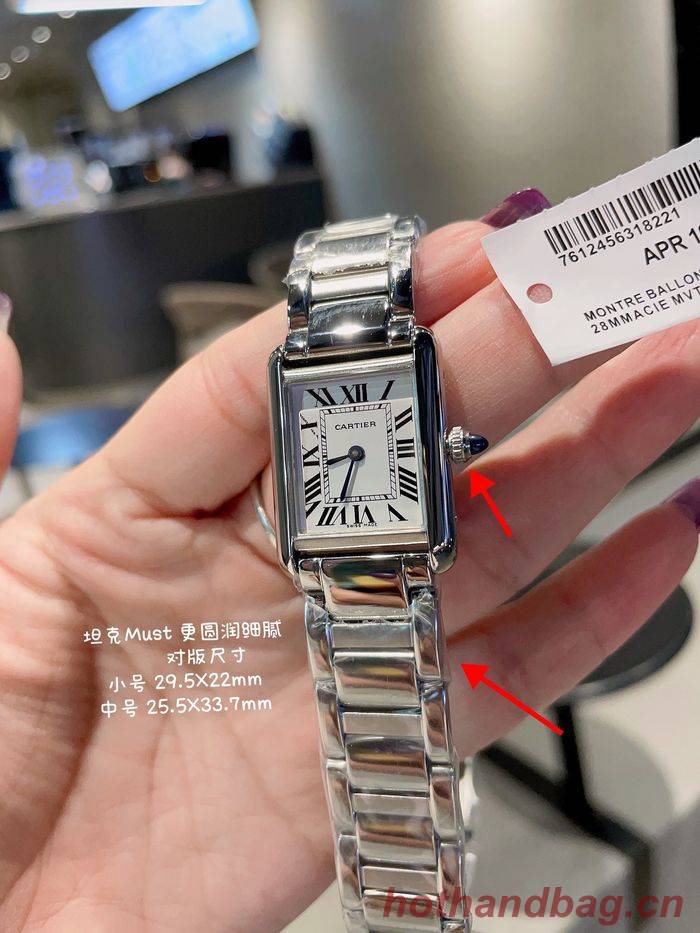 7612456318221
APR 1
MONTRE BALLON
28MMACIE MVT
XII
CARTIER
SWISS MADE
坦克Must 更圆润细腻
对版尺寸
小号 29.5X22mm
中号 25.5X33.7mm
hothandbag.cn